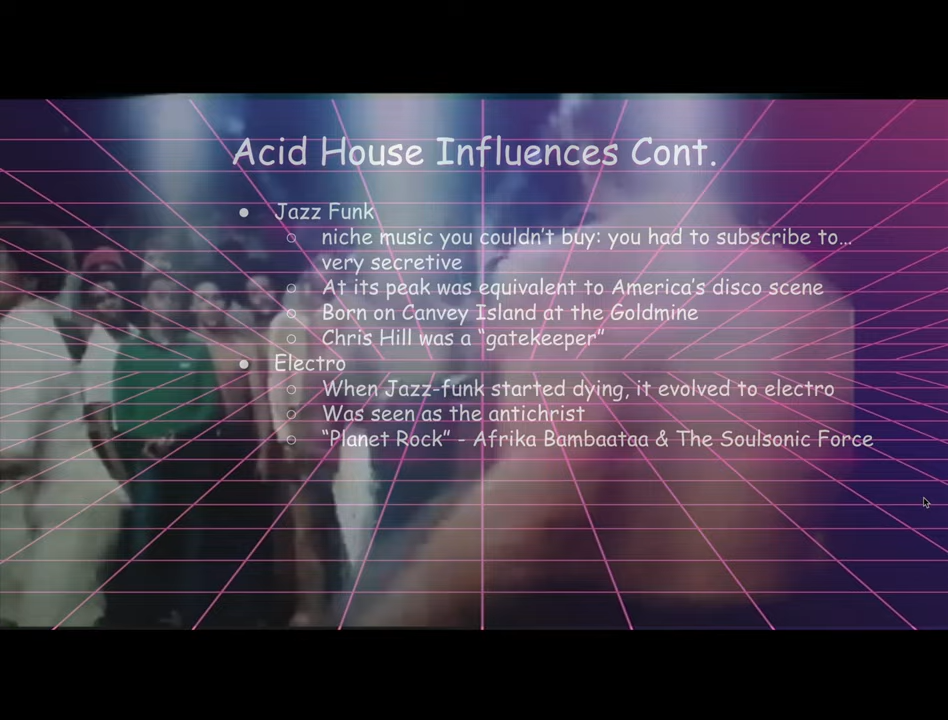 Acid House Influences Cont.
● Jazz Funk
○ niche music you couldn't buy: you had to subscribe to…
very secretive
○ At its peak was equivalent to America's disco scene
○ Born on Canvey Island at the Goldmine
○ Chris Hill was a “gatekeeper”
● Electro
○ When Jazz-funk started dying, it evolved to electro
○ Was seen as the antichrist
○ “Planet Rock” - Afrika Bambaataa & The Soulsonic Force